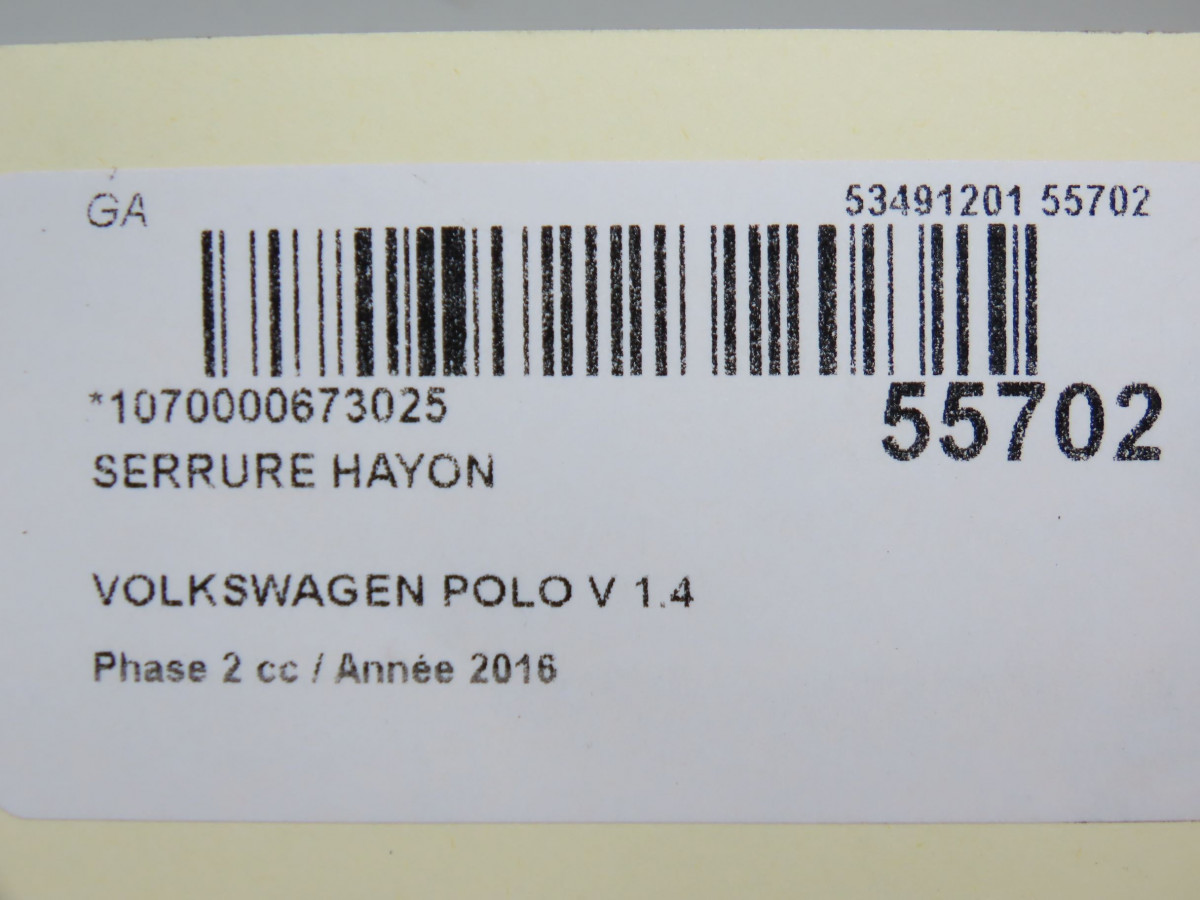 GA
53491201 55702
*1070000673025
55702
SERRURE HAYON
VOLKSWAGEN POLO V 1.4
Phase 2 cc / Année 2016